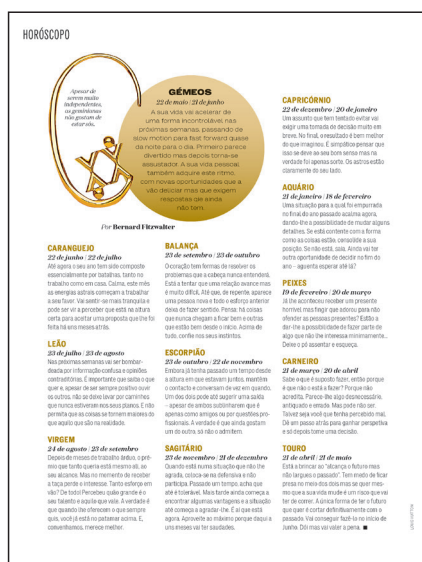 HORÓSCOPO
Apesar de
serem muito
independentes,
os geminianos
não gostam de
estar sós.
GÉMEOS
22 de maio | 21 de junho
A sua vida vai acelerar de
uma forma incontrolável nas
próximas semanas, passando de
slow motion para fast forward quase
da noite para o dia. Primeiro parece
divertido mas depois torna-se
assustador. A sua vida pessoal
também adquire este ritmo,
com novas oportunidades que a
vão deliciar mas que exigem
respostas que ainda
não tem.
Por Bernard Fitzwalter
CARANGUEJO
22 de junho | 22 de julho
Até agora o seu ano tem sido composto
essencialmente por batalhas, tanto no
trabalho como em casa. Calma, este mês
as energias astrais começam a trabalhar
a seu favor. Vai sentir-se mais tranquila e
pode ser vir a perceber que está na altura
certa para aceitar uma proposta que lhe foi
feita há uns meses atrás.
LEÃO
23 de julho | 23 de agosto
Nas próximas semanas vai ser bombar-
deada por informação confusa e opiniões
contraditórias. É importante que saiba o que
quer e, apesar de ser sempre positivo ouvir
os outros, não se deixe levar por caminhos
que nunca estiveram nos seus planos. E não
permita que as coisas se tornem maiores do
que aquilo que são na realidade.
VIRGEM
24 de agosto | 23 de setembro
Depois de meses de trabalho árduo, o pré-
mio que tanto queria está mesmo ali, ao
seu alcance. Mas no momento de receber
a taça perde o interesse. Tanto esforço em
vão? De todo! Percebeu quão grande é o
seu talento e aquilo que vale. A verdade é
que quando lhe oferecem o que sempre
quis, você já está no patamar acima. E,
convenhamos, merece melhor.
BALANÇA
23 de setembro | 23 de outubro
O coração tem formas de resolver os
problemas que a cabeça nunca entenderá.
Está a tentar que uma relação avance mas
é muito difícil. Até que, de repente, aparece
uma pessoa nova e todo o esforço anterior
deixa de fazer sentido. Pense: há coisas
que nunca chegam a ficar bem e outras
que estão bem desde o início. Acima de
tudo, confie nos seus instintos.
ESCORPIÃO
23 de outubro | 22 de novembro
Embora já tenha passado um tempo desde
a altura em que estavam juntos, mantêm
o contacto e conversam de vez em quando.
Um dos dois pode até sugerir uma saída
– apesar de ambos sublinharem que é
apenas como amigos ou por questões pro-
fissionais. A verdade é que ainda gostam
um do outro, só não o admitem.
SAGITÁRIO
23 de novembro | 21 de dezembro
Quando está numa situação que não lhe
agrada, coloca-se na defensiva e não
participa. Passado um tempo, acha que
até é tolerável. Mais tarde ainda começa a
encontrar algumas vantagens e a situação
até começa a agradar-lhe. É aí que está
agora. Aproveite ao máximo porque daqui a
uns meses vai ter saudades.
CAPRICÓRNIO
22 de dezembro | 20 de janeiro
Um assunto que tem tentado evitar vai
exigir uma tomada de decisão muito em
breve. No final, o resultado é bem melhor
do que imaginou. É simpático pensar que
isso se deve ao seu bom senso mas na
verdade foi apenas sorte. Os astros estão
claramente do seu lado.
AQUÁRIO
21 de janeiro | 18 de fevereiro
Uma situação para a qual foi empurrada
no final do ano passado acalma agora,
dando-lhe a possibilidade de mudar alguns
detalhes. Se está contente com a forma
como as coisas estão, consolide a sua
posição. Se não está, saia. Ainda vai ter
outra oportunidade de decidir no fim do
ano – aguenta esperar até lá?
PEIXES
19 de fevereiro | 20 de março
Já lhe aconteceu receber um presente
horrível mas fingir que adorou para não
ofender as pessoas presentes? Estão a
dar-lhe a possibilidade de fazer parte de
algo que não lhe interessa minimamente...
Deixe o pó assentar e esqueça.
CARNEIRO
21 de março | 20 de abril
Sabe o que é suposto fazer, então porque
é que não o está a fazer? Porque não
acredita. Parece-lhe algo desnecessário,
antiquado e errado. Mas pode não ser.
Talvez seja você que tenha percebido mal.
Dê um passo atrás para ganhar perspetiva
e só depois tome uma decisão.
TOURO
21 de abril | 21 de maio
Está a brincar ao "alcança o futuro mas
não largues o passado". Tem medo de ficar
presa no meio dos dois mas se quer mes-
mo que a sua vida mude é um risco que vai
ter de correr. A única forma de ter o futuro
que quer é cortar definitivamente com o
passado. Vai conseguir fazê-lo no início de
junho. Dói mas vai valer a pena.